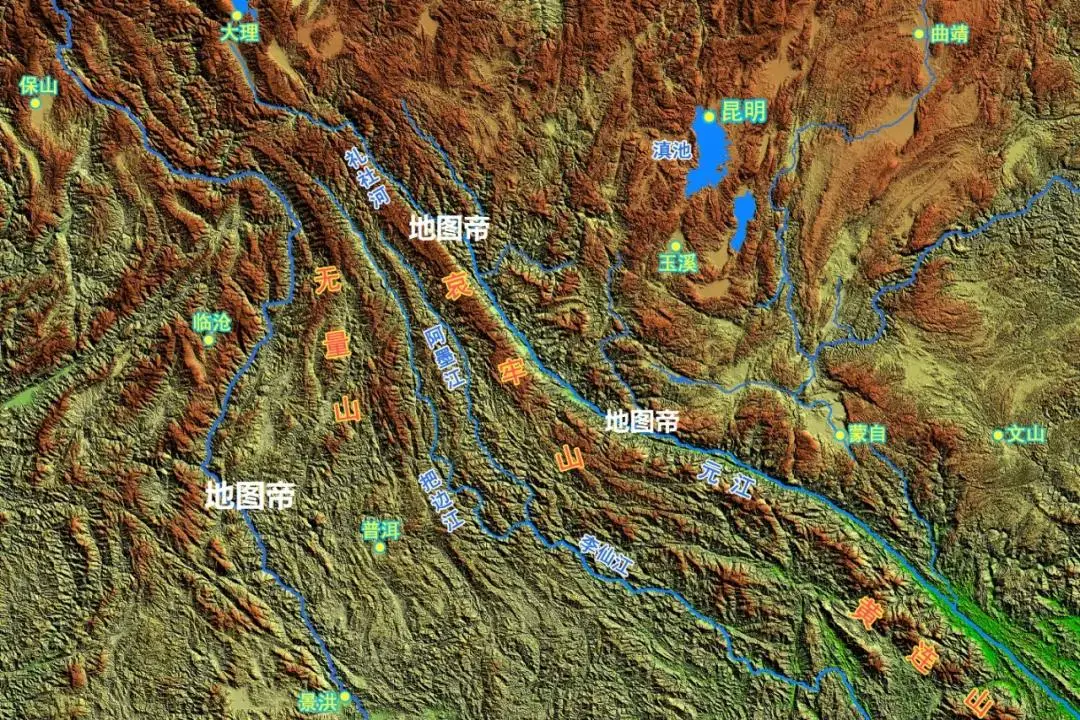 大理
曲靖
保山
昆明
滇池
礼社河
地图帝
玉溪
无量山
哀牢山
临沧
阿墨江
地图帝
蒙自
文山
元江
把边江
地图帝
普洱
李仙江
黄连山
景洪